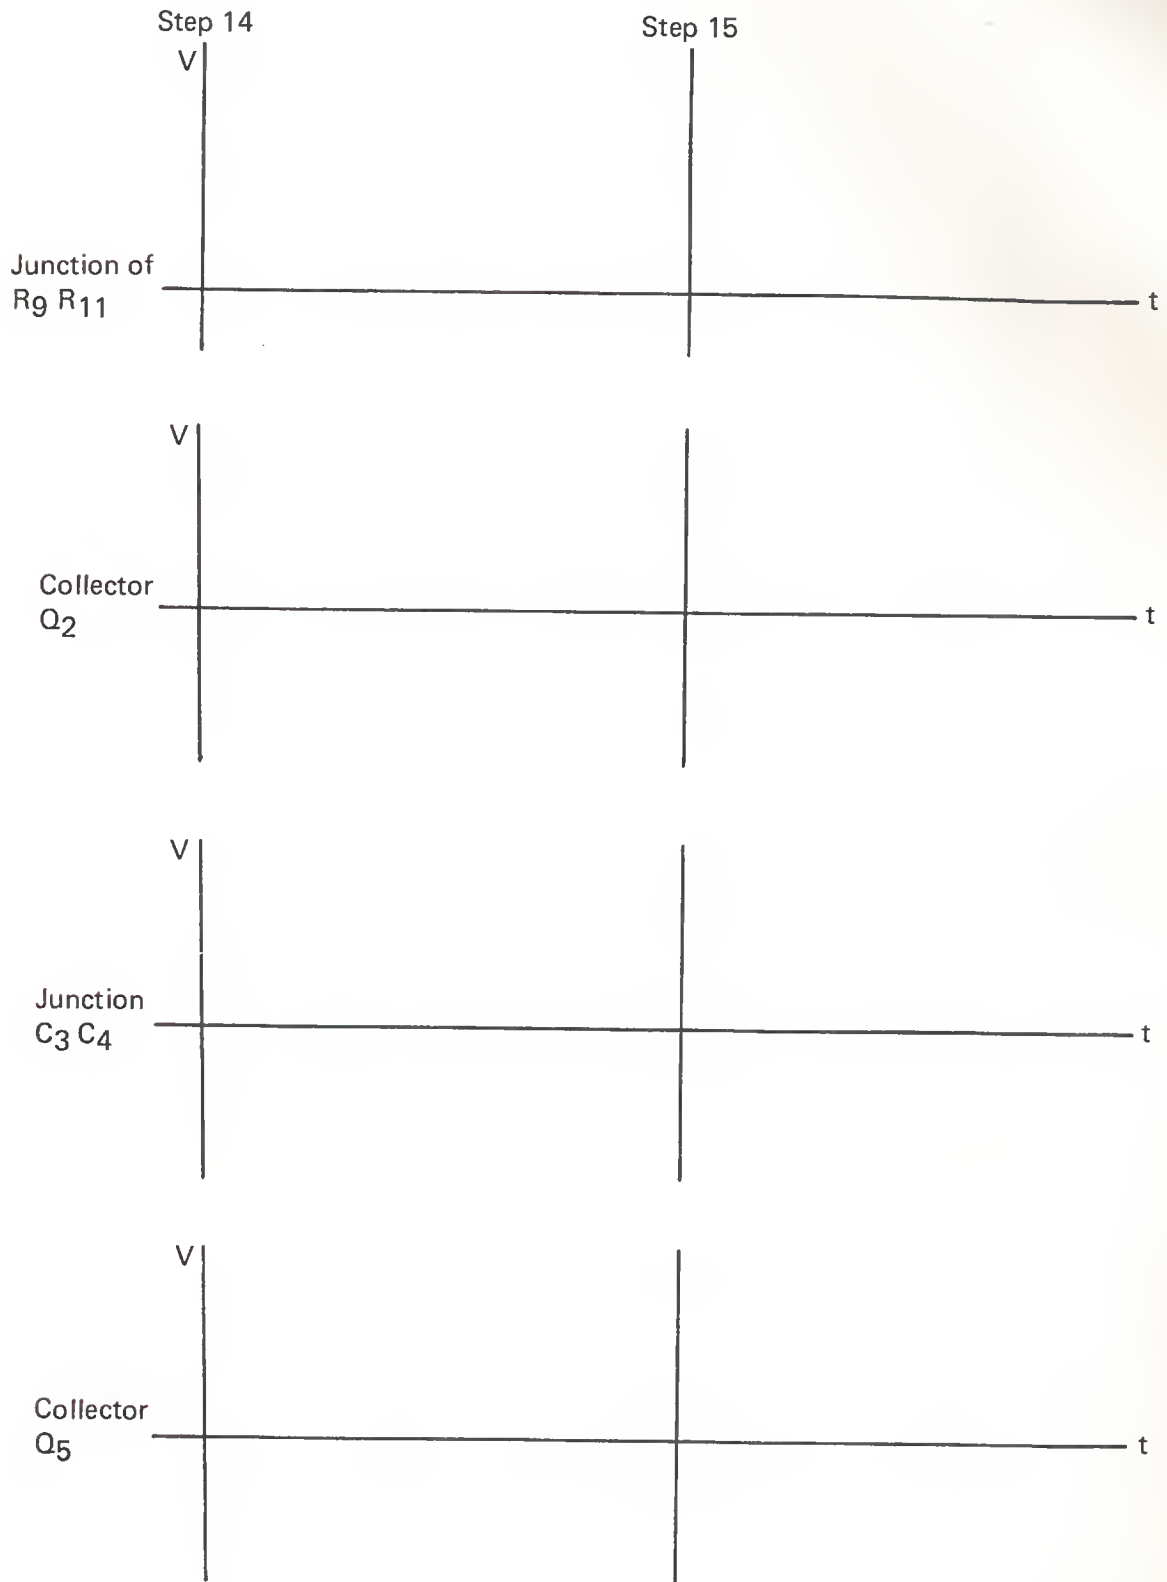 Step 14
Step 15
V
Junction of
R9 R11
t
V
Collector
Q2
t
V
Junction
C3 C4
t
V
Collector
Q5
t